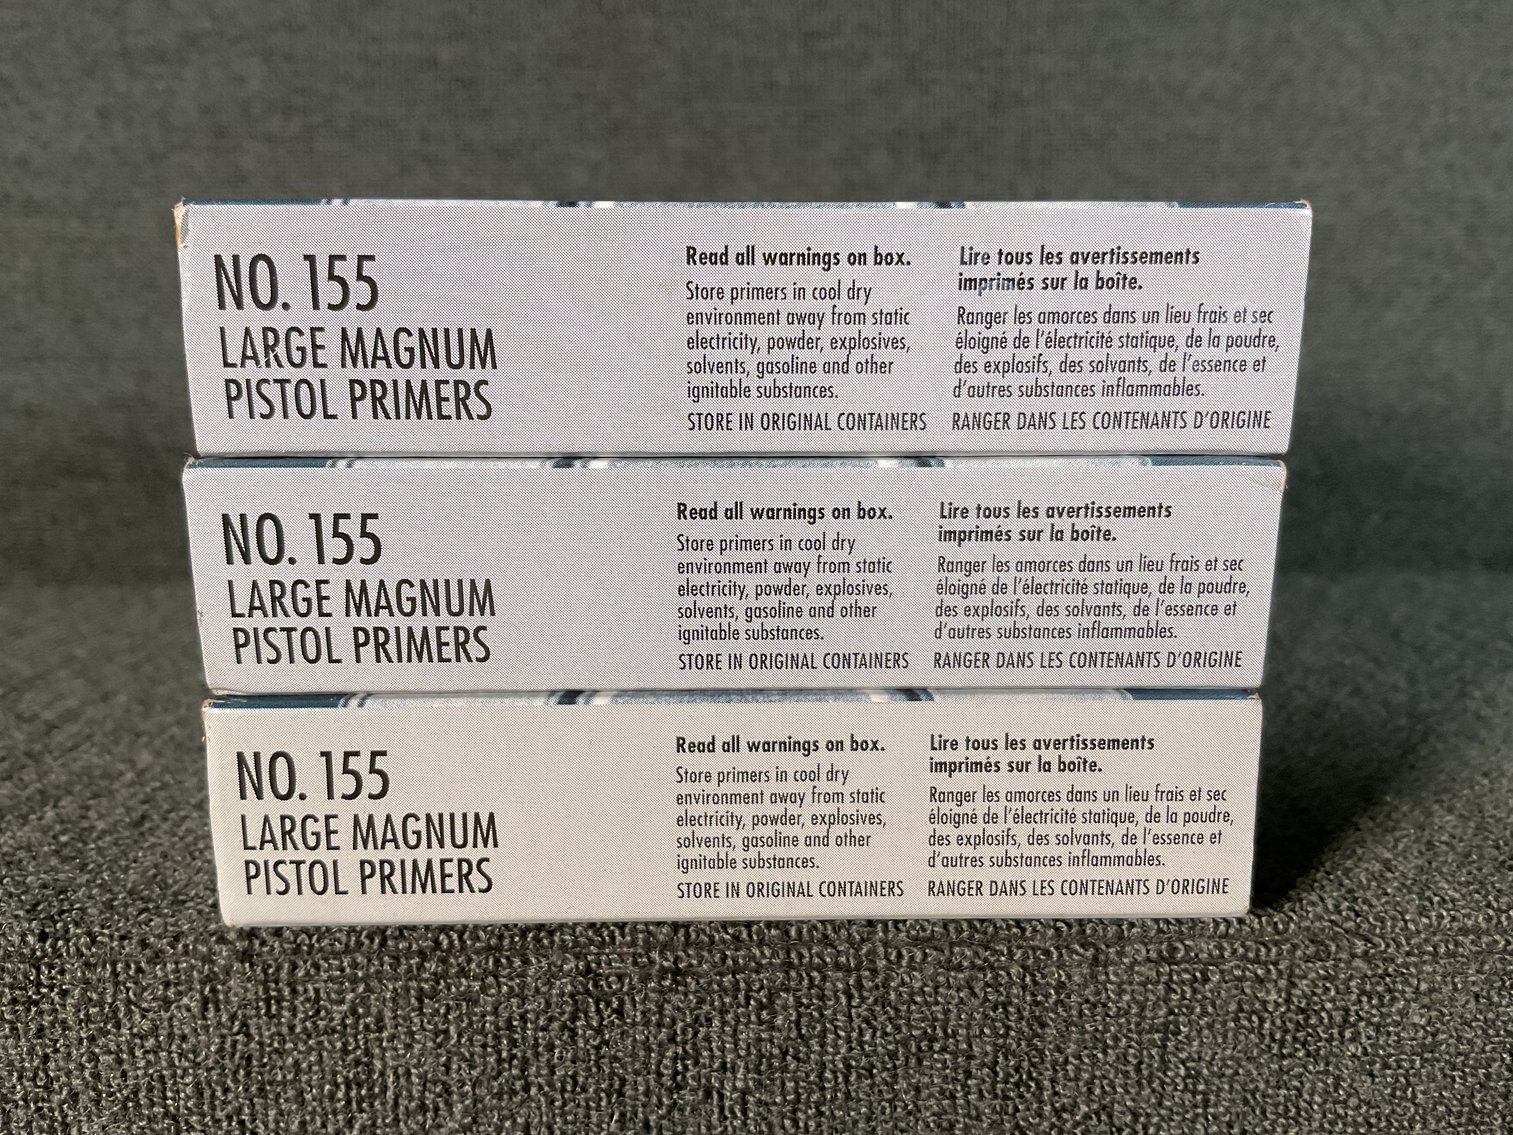 NO. 155
LARGE MAGNUM
PISTOL PRIMERS
Read all warnings on box.
Store primers in cool dry
environment away from static
electricity, powder, explosives,
solvents, gasoline and other
ignitable substances.
STORE IN ORIGINAL CONTAINERS
Lire tous les avertissements
imprimés sur la boîte.
Ranger les amorces dans un lieu frais et sec
éloigné de l'électricité statique, de la poudre,
des explosifs, des solvants, de l'essence et
d'autres substances inflammables.
RANGER DANS LES CONTENANTS D'ORIGINE
NO. 155
LARGE MAGNUM
PISTOL PRIMERS
Read all warnings on box.
Store primers in cool dry
environment away from static
electricity, powder, explosives,
solvents, gasoline and other
ignitable substances.
STORE IN ORIGINAL CONTAINERS
Lire tous les avertissements
imprimés sur la boîte.
Ranger les amorces dans un lieu frais et sec
éloigné de l'électricité statique, de la poudre,
des explosifs, des solvants, de l'essence et
d'autres substances inflammables.
RANGER DANS LES CONTENANTS D'ORIGINE
NO. 155
LARGE MAGNUM
PISTOL PRIMERS
Read all warnings on box.
Store primers in cool dry
environment away from static
electricity, powder, explosives,
solvents, gasoline and other
ignitable substances.
STORE IN ORIGINAL CONTAINERS
Lire tous les avertissements
imprimés sur la boîte.
Ranger les amorces dans un lieu frais et sec
éloigné de l'électricité statique, de la poudre,
des explosifs, des solvants, de l'essence et
d'autres substances inflammables.
RANGER DANS LES CONTENANTS D'ORIGINE